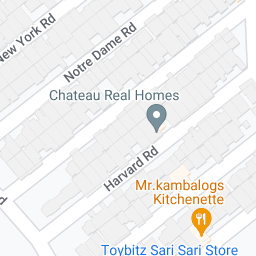 New York Rd
Notre Dame Rd
Chateau Real Homes
Harvard Rd
Mr.kambalogs
Kitchenette
Toybitz Sari Sari Store